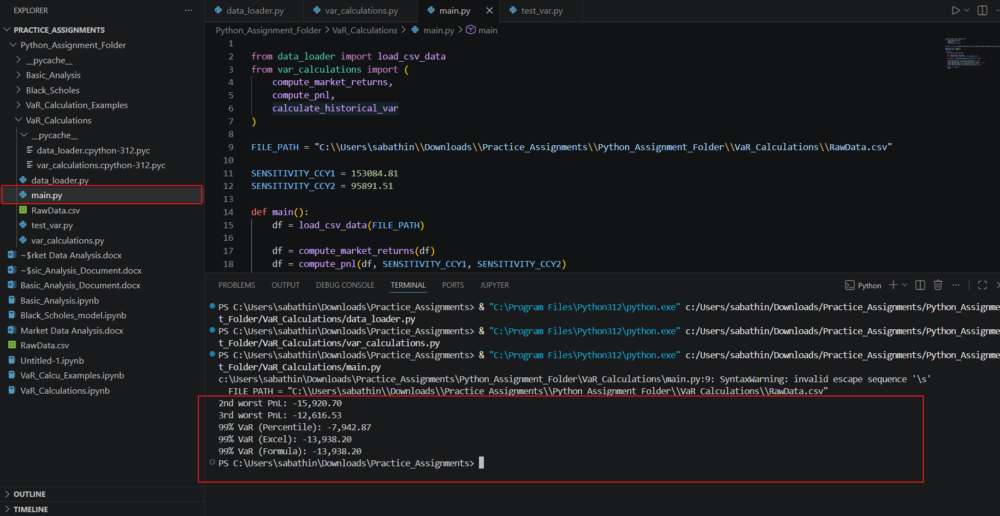 EXPLORER
PRACTICE_ASSIGNMENTS
Python_Assignment_Folder
__pycache__
Basic_Analysis
Black_Scholes
VaR_Calculation_Examples
VaR_Calculations
__pycache__
data_loader.cpython-312.pyc
var_calculations.cpython-312.pyc
data_loader.py
main.py
RawData.csv
test_var.py
var_calculations.py
~$rket Data Analysis.docx
~$sic_Analysis_Document.docx
Basic_Analysis_Document.docx
Basic_Analysis.ipynb
Black_Scholes_model.ipynb
Market Data Analysis.docx
RawData.csv
Untitled-1.ipynb
VaR_Calcu_Examples.ipynb
VaR_Calculations.ipynb
OUTLINE
TIMELINE
data_loader.py var_calculations.py main.py test_var.py
Python_Assignment_Folder > VaR_Calculations > main.py > main
1
2 from data_loader import load_csv_data
3 from var_calculations import (
4 compute_market_returns,
5 compute_pnl,
6 calculate_historical_var
7 )
8
9 FILE_PATH = "C:\\Users\sabathin\\Downloads\\Practice_Assignments\\Python_Assignment_Folder\\VaR_Calculations\\RawData.csv"
10
11 SENSITIVITY_CCY1 = 153084.81
12 SENSITIVITY_CCY2 = 95891.51
13
14 def main():
15 df = load_csv_data(FILE_PATH)
16
17 df = compute_market_returns(df)
18 df = compute_pnl(df, SENSITIVITY_CCY1, SENSITIVITY_CCY2)
PROBLEMS OUTPUT DEBUG CONSOLE TERMINAL PORTS JUPYTER
Python
PS C:\Users\sabathin\Downloads\Practice_Assignments> & "C:\Program Files\Python312\python.exe" c:/Users/sabathin/Downloads/Practice_Assignments/Python_Assignme
t_Folder/VaR_Calculations/data_loader.py
PS C:\Users\sabathin\Downloads\Practice_Assignments> & "C:\Program Files\Python312\python.exe" c:/Users/sabathin/Downloads/Practice_Assignments/Python_Assignme
t_Folder/VaR_Calculations/var_calculations.py
PS C:\Users\sabathin\Downloads\Practice_Assignments> & "C:\Program Files\Python312\python.exe" c:/Users/sabathin/Downloads/Practice_Assignments/Python_Assignme
t_Folder/VaR_Calculations/main.py
c:\Users\sabathin\Downloads\Practice_Assignments\Python_Assignment_Folder\VaR_Calculations\main.py:9: SyntaxWarning: invalid escape sequence '\s'
FILE_PATH = "C:\\Users\sabathin\\Downloads\\Practice_Assignments\\Python_Assignment_Folder\\VaR_Calculations\\RawData.csv"
2nd worst PnL: -15,920.70
3rd worst PnL: -12,616.53
99% VaR (Percentile): -7,942.87
99% VaR (Excel): -13,938.20
99% VaR (Formula): -13,938.20
PS C:\Users\sabathin\Downloads\Practice_Assignments>